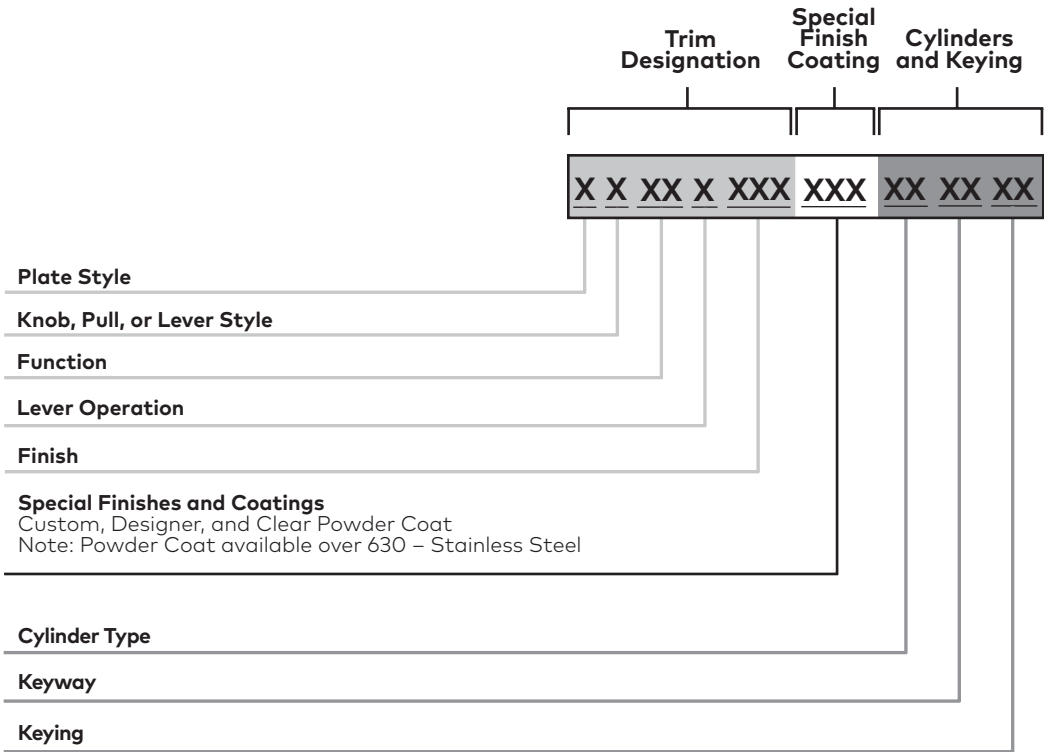 Trim
Designation
Special
Finish
Coating
Cylinders
and Keying
X X XX X XXX XXX XX XX XX
Plate Style
Knob, Pull, or Lever Style
Function
Lever Operation
Finish
Special Finishes and Coatings
Custom, Designer, and Clear Powder Coat
Note: Powder Coat available over 630 – Stainless Steel
Cylinder Type
Keyway
Keying